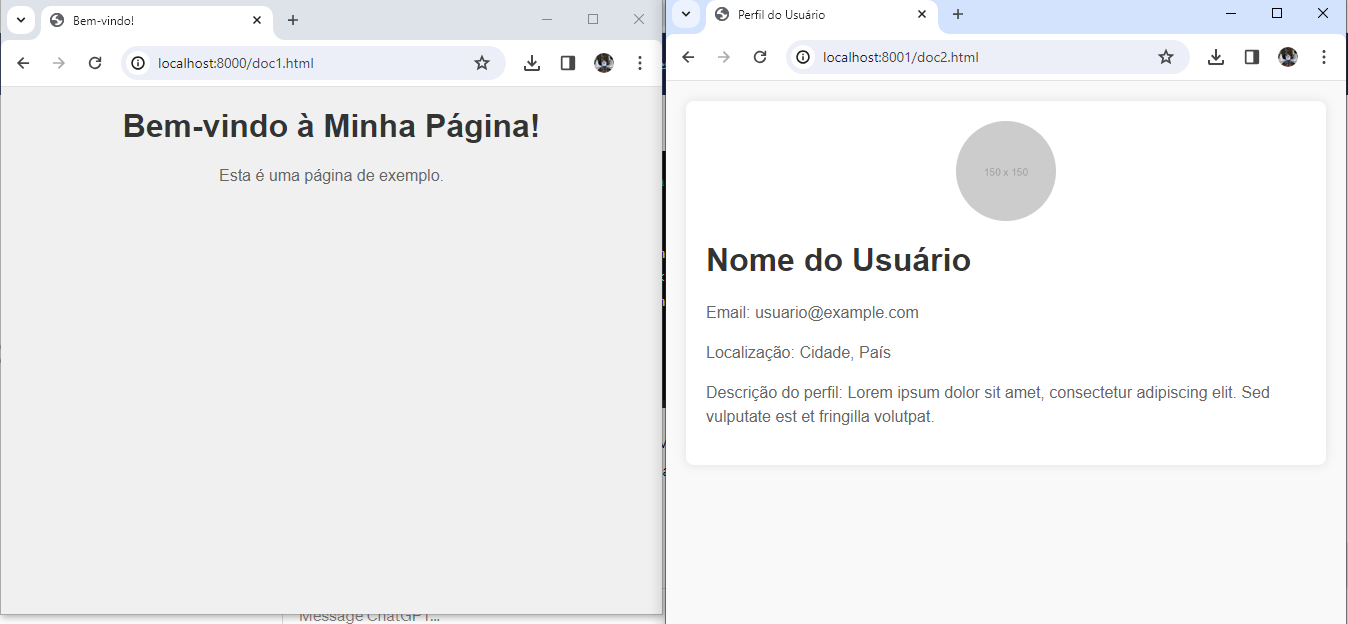 Bem-vindo!
localhost:8000/doc1.html
Bem-vindo à Minha Página!
Esta é uma página de exemplo.
Message ChatGPT...
Perfil do Usuário
localhost:8001/doc2.html
150 x 150
Nome do Usuário
Email: usuario@example.com
Localização: Cidade, País
Descrição do perfil: Lorem ipsum dolor sit amet, consectetur adipiscing elit. Sed
vulputate est et fringilla volutpat.